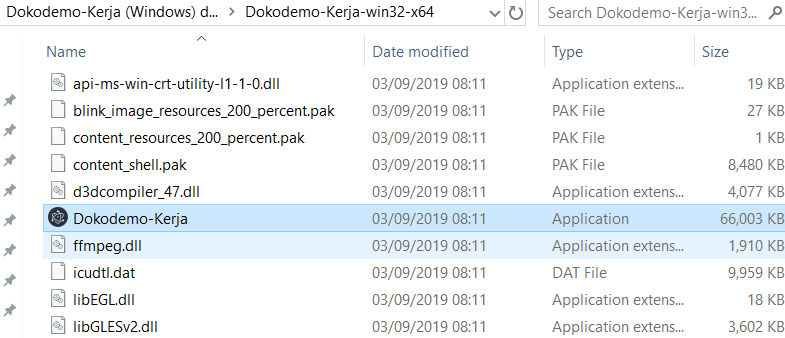 Dokodemo-Kerja (Windows) d... > Dokodemo-Kerja-win32-x64 Search Dokodemo-Kerja-win3...
Name Date modified Type Size
api-ms-win-crt-utility-l1-1-0.dll 03/09/2019 08:11 Application extens... 19 KB
blink_image_resources_200_percent.pak 03/09/2019 08:11 PAK File 27 KB
content_resources_200_percent.pak 03/09/2019 08:11 PAK File 1 KB
content_shell.pak 03/09/2019 08:11 PAK File 8,480 KB
d3dcompiler_47.dll 03/09/2019 08:11 Application extens... 4,077 KB
Dokodemo-Kerja 03/09/2019 08:11 Application 66,003 KB
ffmpeg.dll 03/09/2019 08:11 Application extens... 1,910 KB
icudtl.dat 03/09/2019 08:11 DAT File 9,959 KB
libEGL.dll 03/09/2019 08:11 Application extens... 18 KB
libGLESv2.dll 03/09/2019 08:11 Application extens... 3,602 KB